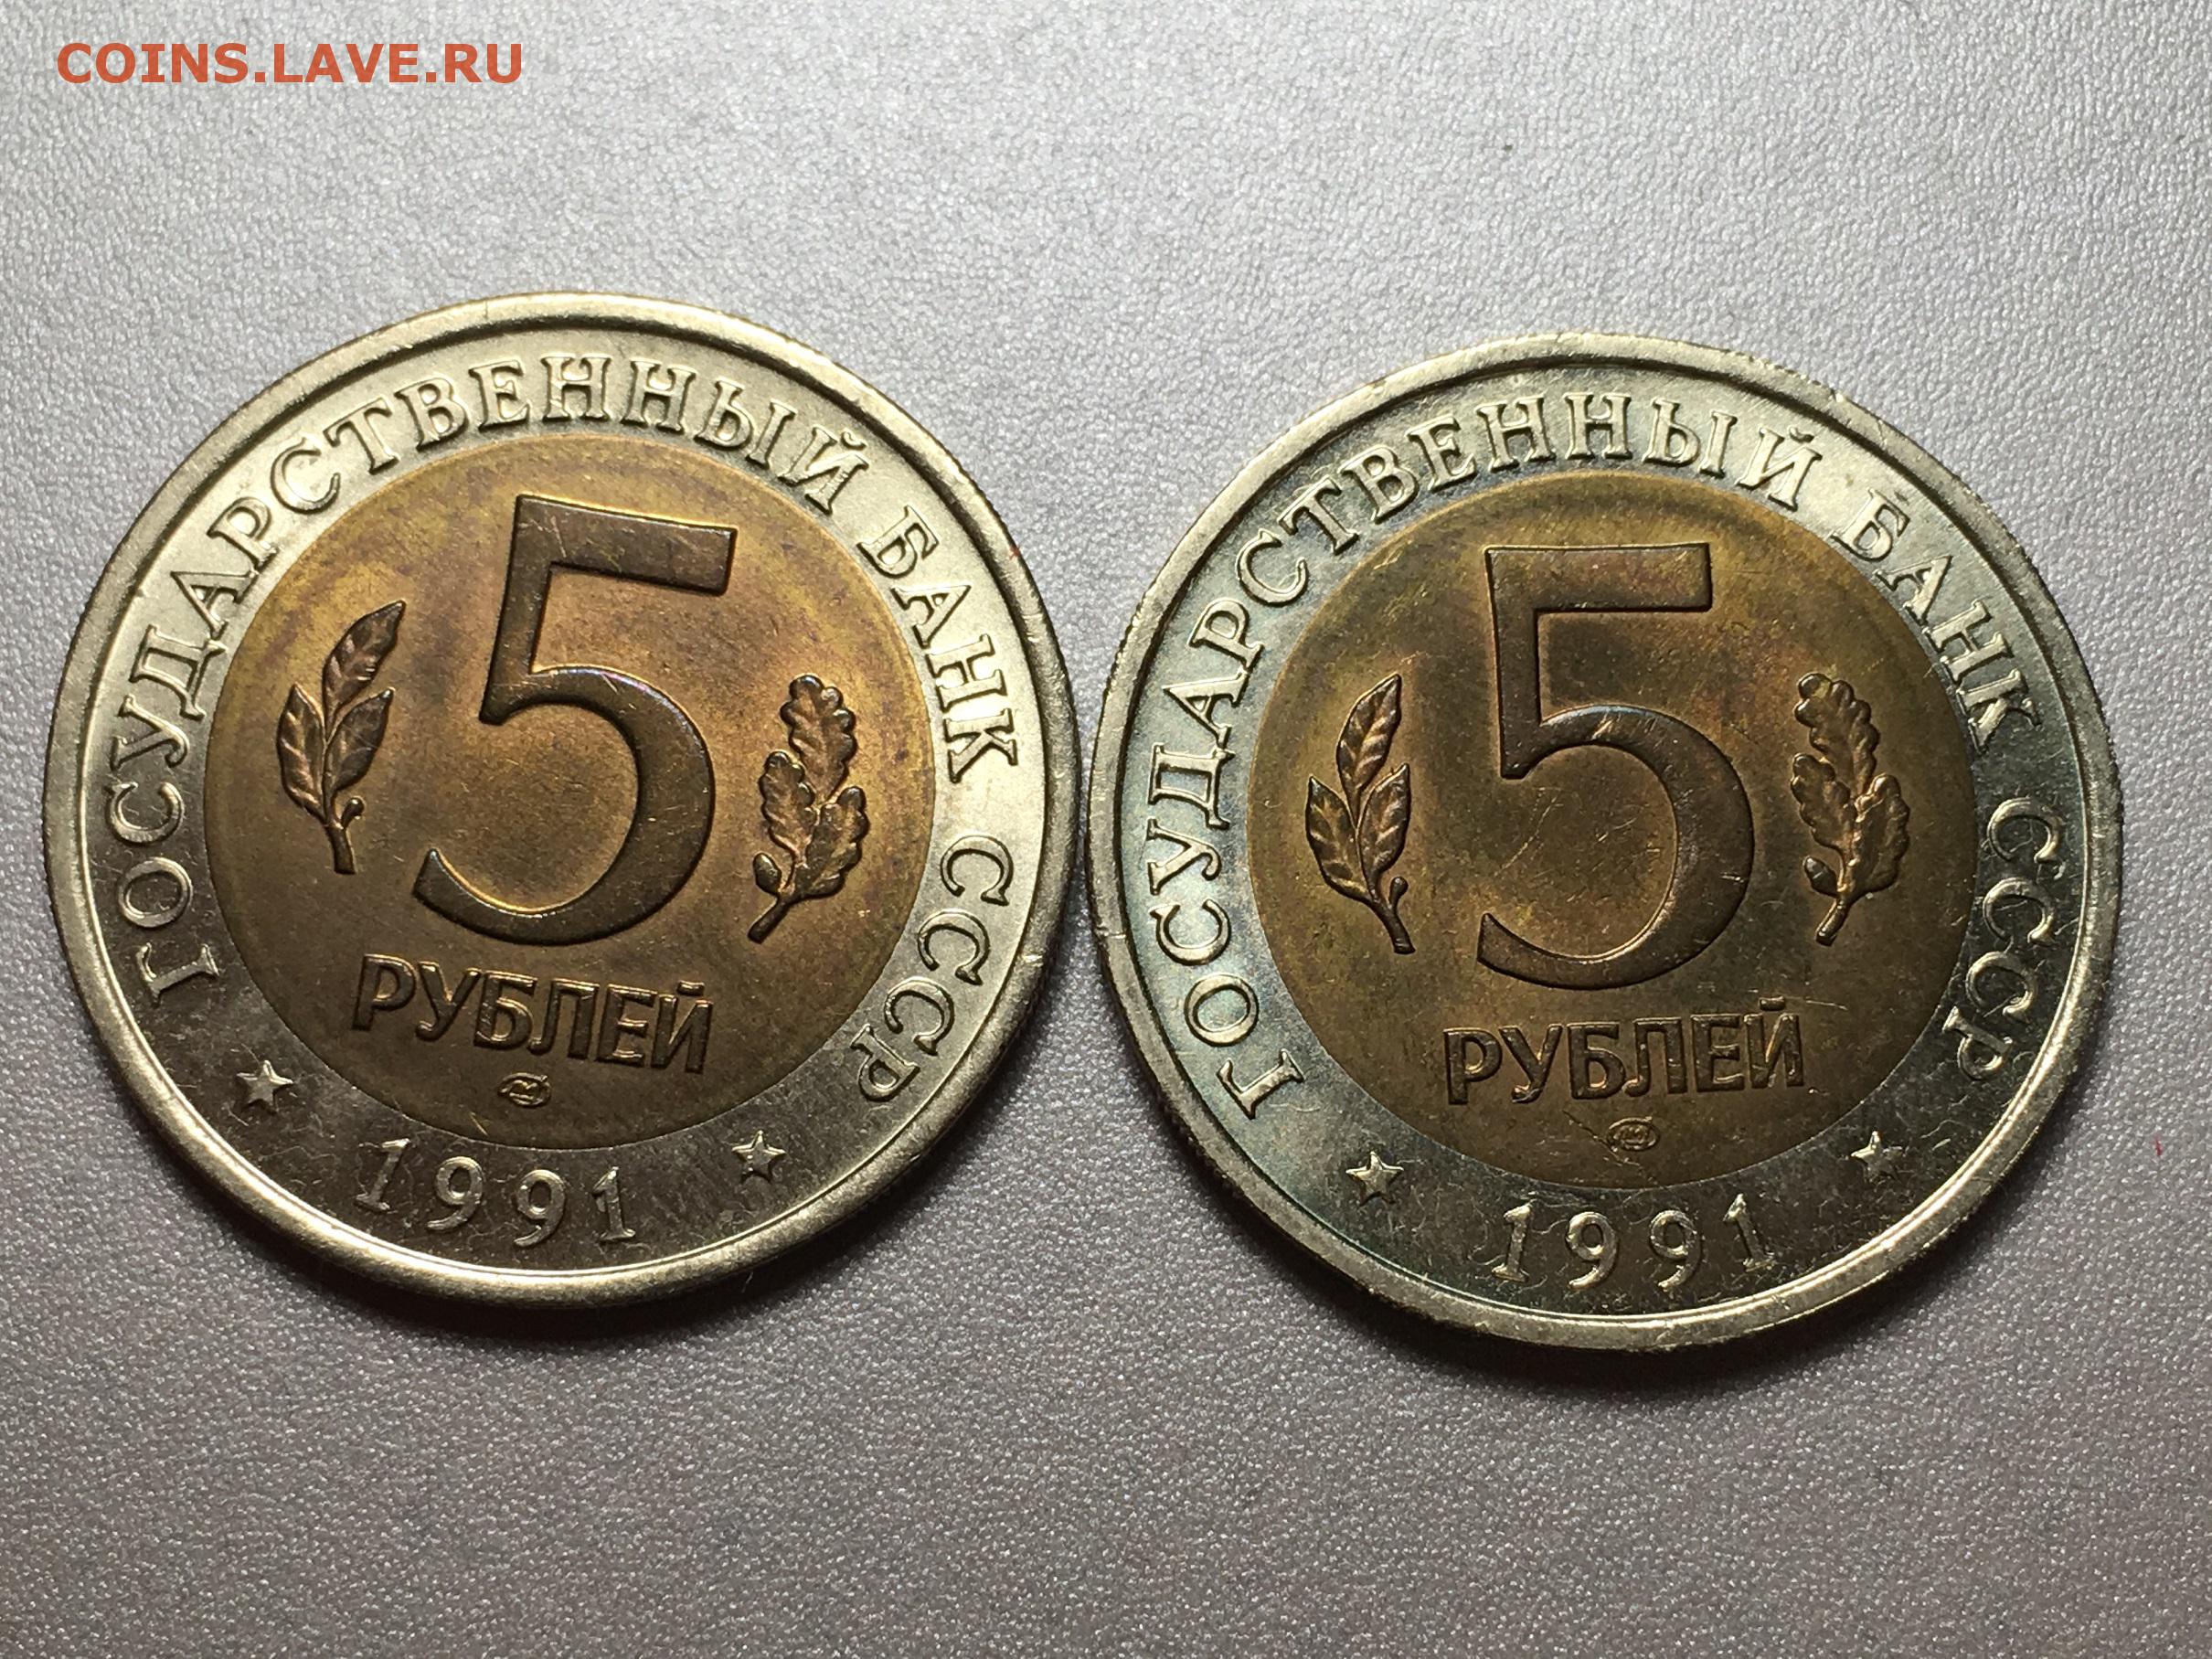 COINS.LAVE.RU
ГОСУДАРСТВЕННЫЙ БАНК СССР
5
РУБЛЕЙ
1991
ГОСУДАРСТВЕННЫЙ БАНК СССР
5
РУБЛЕЙ
1991